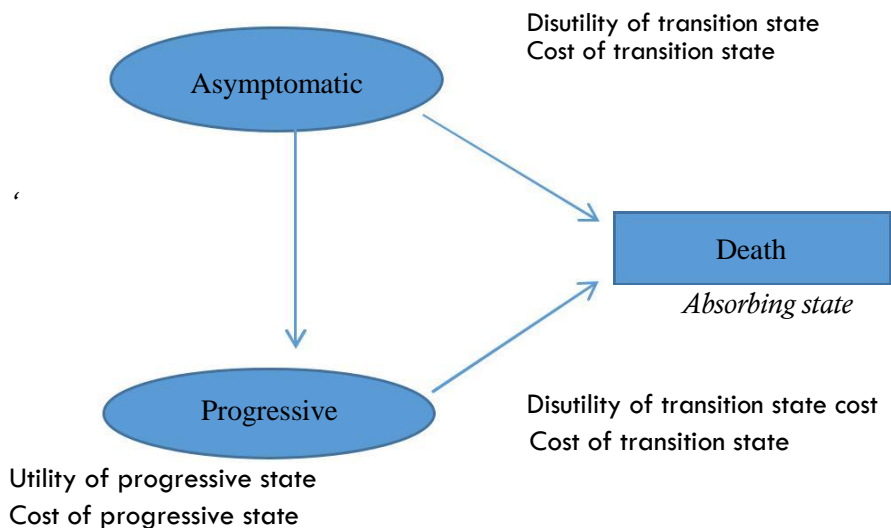 Disutility of transition state
Cost of transition state
Asymptomatic
‘
Death
Absorbing state
Progressive
Disutility of transition state cost
Cost of transition state
Utility of progressive state
Cost of progressive state